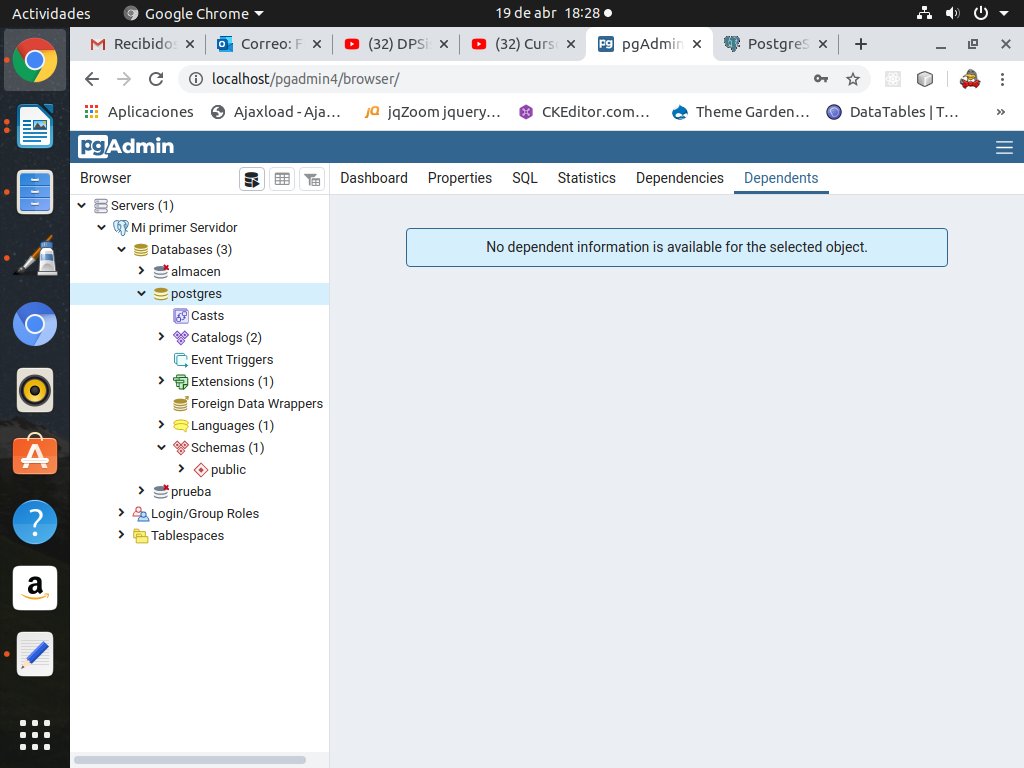 Actividades
Google Chrome
19 de abr 18:28
Recibidos
Correo: F
(32) DPSi
(32) Curs
pgAdmin
PostgreS
localhost/pgadmin4/browser/
Aplicaciones
Ajaxload - Aja...
jqZoom jquery...
CKEditor.com...
Theme Garden...
DataTables | T...
»
pgAdmin
Browser
Dashboard
Properties
SQL
Statistics
Dependencies
Dependents
Servers (1)
Mi primer Servidor
Databases (3)
almacen
postgres
Casts
Catalogs (2)
Event Triggers
Extensions (1)
Foreign Data Wrappers
Languages (1)
Schemas (1)
public
prueba
Login/Group Roles
Tablespaces
No dependent information is available for the selected object.